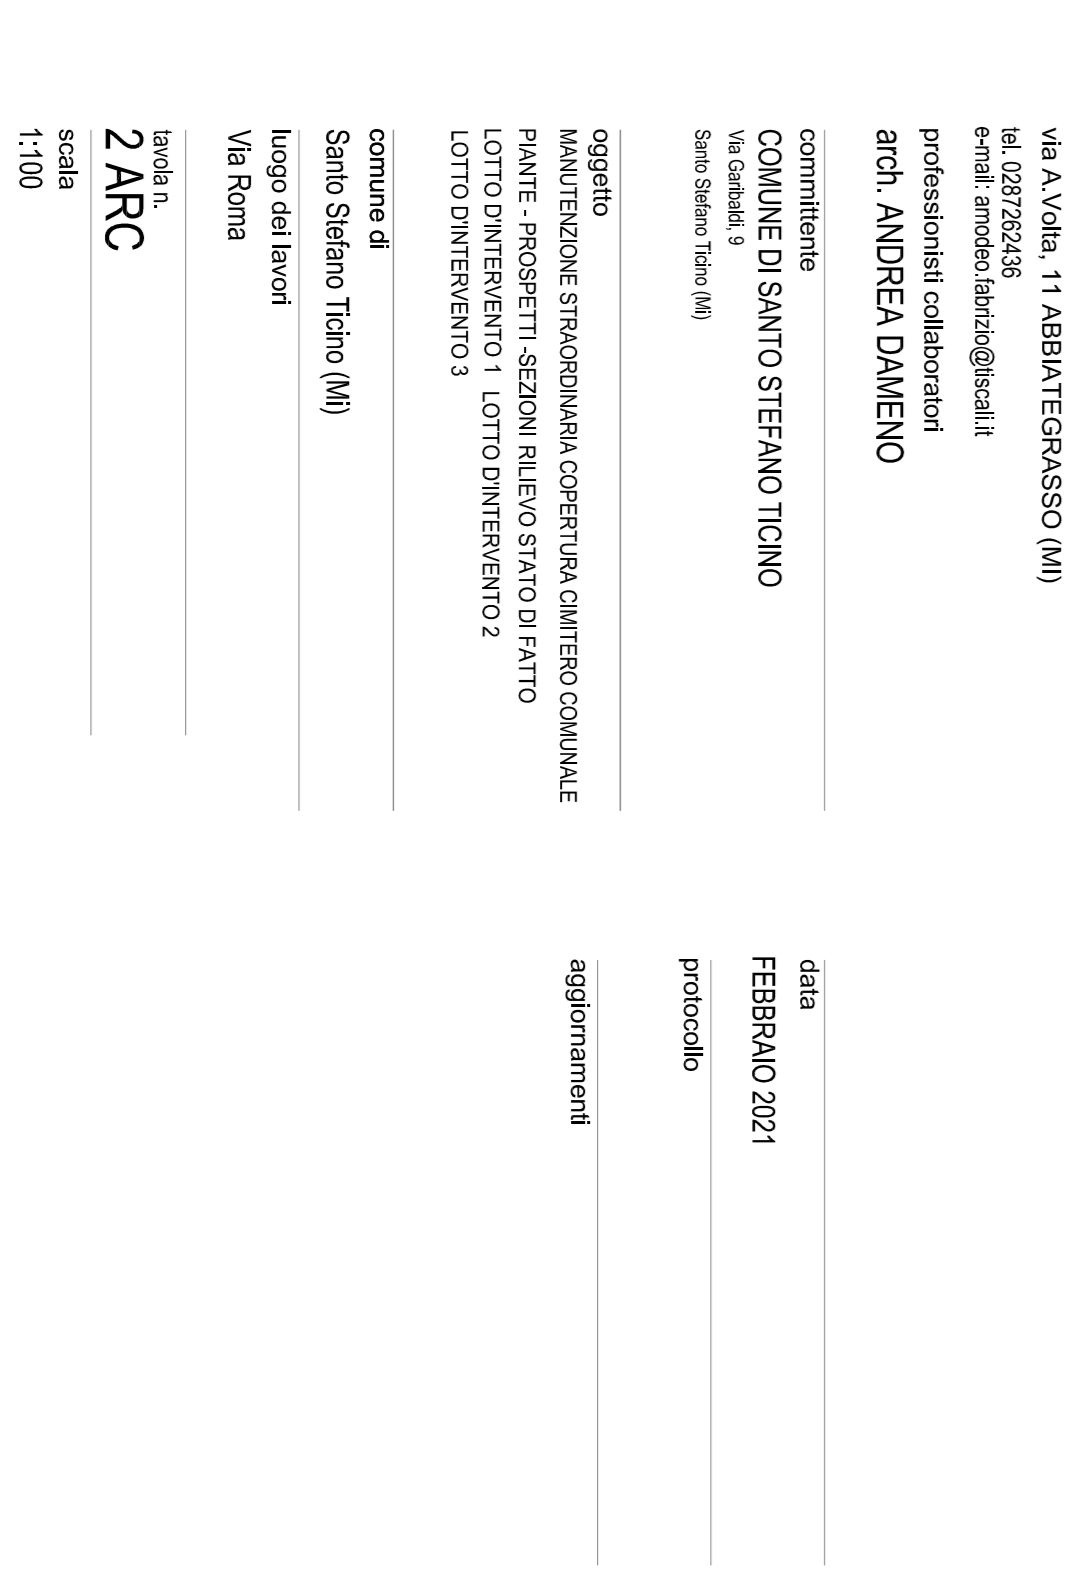 via A.Volta, 11 ABBIATEGRASSO (MI)
tel. 0287262436
e-mail: amodeo.fabrizio@tiscali.it
professionisti collaboratori
arch. ANDREA DAMENO
committente
COMUNE DI SANTO STEFANO TICINO
Via Garibaldi, 9
Santo Stefano Ticino (Mi)
oggetto
MANUTENZIONE STRAORDINARIA COPERTURA CIMITERO COMUNALE
PIANTE - PROSPETTI -SEZIONI RILIEVO STATO DI FATTO
LOTTO D'INTERVENTO 1 LOTTO D'INTERVENTO 2
LOTTO D'INTERVENTO 3
comune di
Santo Stefano Ticino (Mi)
luogo dei lavori
Via Roma
tavola n.
2 ARC
scala
1:100
data
FEBBRAIO 2021
protocollo
aggiornamenti